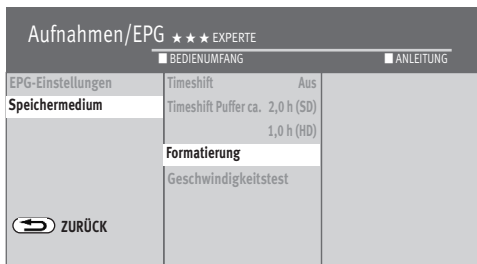 Aufnahmen/EPG ★ ★ ★ EXPERTE
BEDIENUMFANG ANLEITUNG
EPG-Einstellungen Timeshift Aus
Speichermedium Timeshift Puffer ca. 2,0 h (SD)
1,0 h (HD)
Formatierung
Geschwindigkeitstest
ZURÜCK